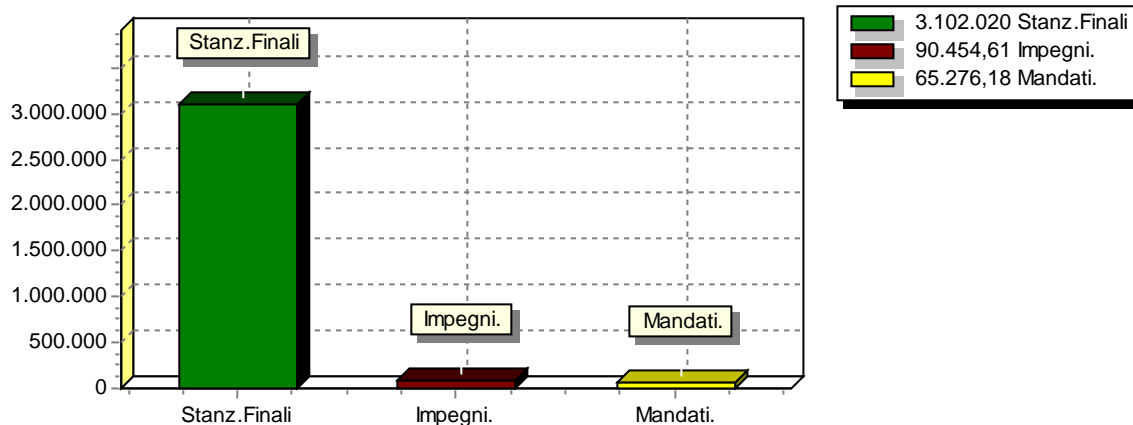 Stanz.Finali
Impegni.
Mandati.
3.000.000
2.500.000
2.000.000
1.500.000
1.000.000
500.000
0
Stanz.Finali
Impegni.
Mandati.
3.102.020 Stanz.Finali
90.454,61 Impegni.
65.276,18 Mandati.